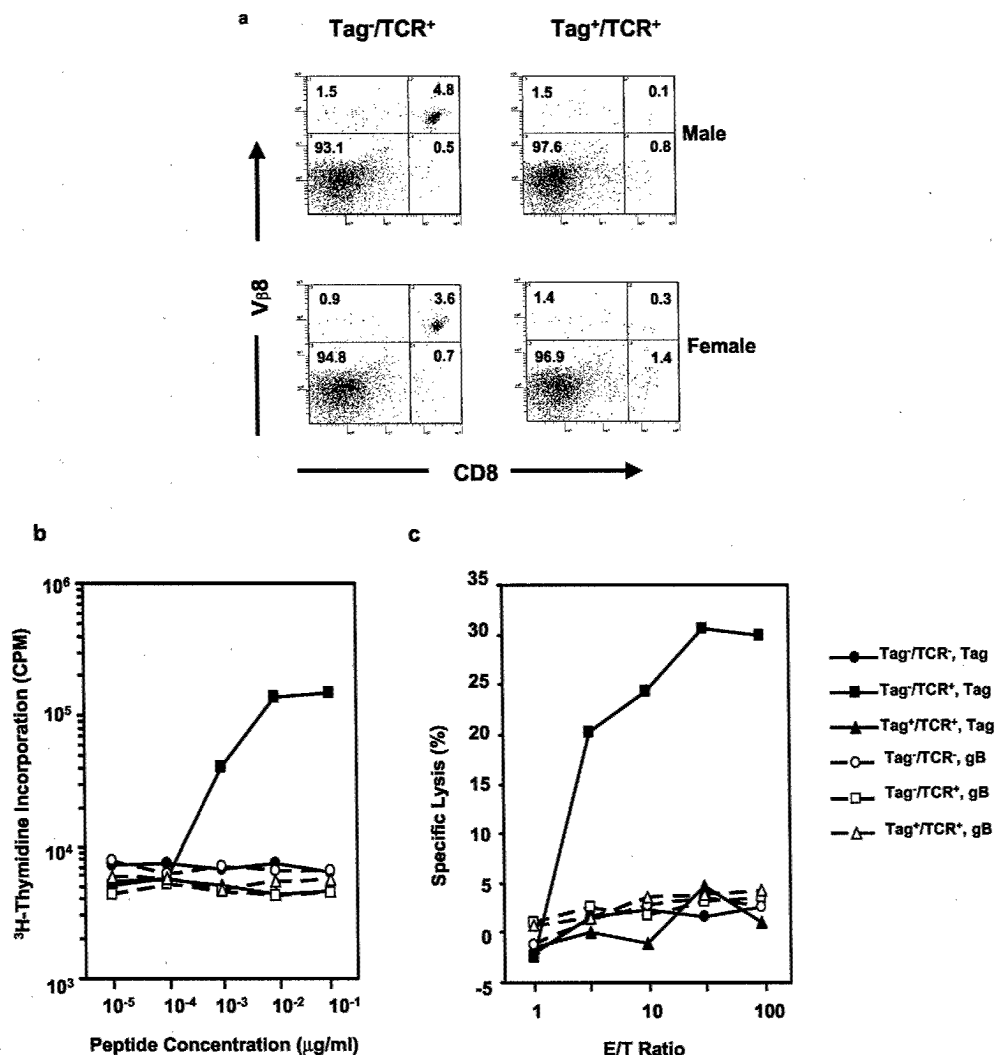 a
Tag⁻/TCR⁺ Tag⁺/TCR⁺
1.5 4.8 1.5 0.1
Male
93.1 0.5 97.6 0.8
Vβ8
0.9 3.6 1.4 0.3
Female
94.8 0.7 96.9 1.4
CD8
b
10⁶
10⁵
10⁴
10³
³H-Thymidine Incorporation (CPM)
10⁻⁵ 10⁻⁴ 10⁻³ 10⁻² 10⁻¹
Peptide Concentration (μg/ml)
c
35
30
25
20
15
10
5
0
-5
Specific Lysis (%)
1 10 100
E/T Ratio
Tag⁻/TCR⁻, Tag
Tag⁻/TCR⁺, Tag
Tag⁺/TCR⁺, Tag
Tag⁻/TCR⁻, gB
Tag⁻/TCR⁺, gB
Tag⁺/TCR⁺, gB